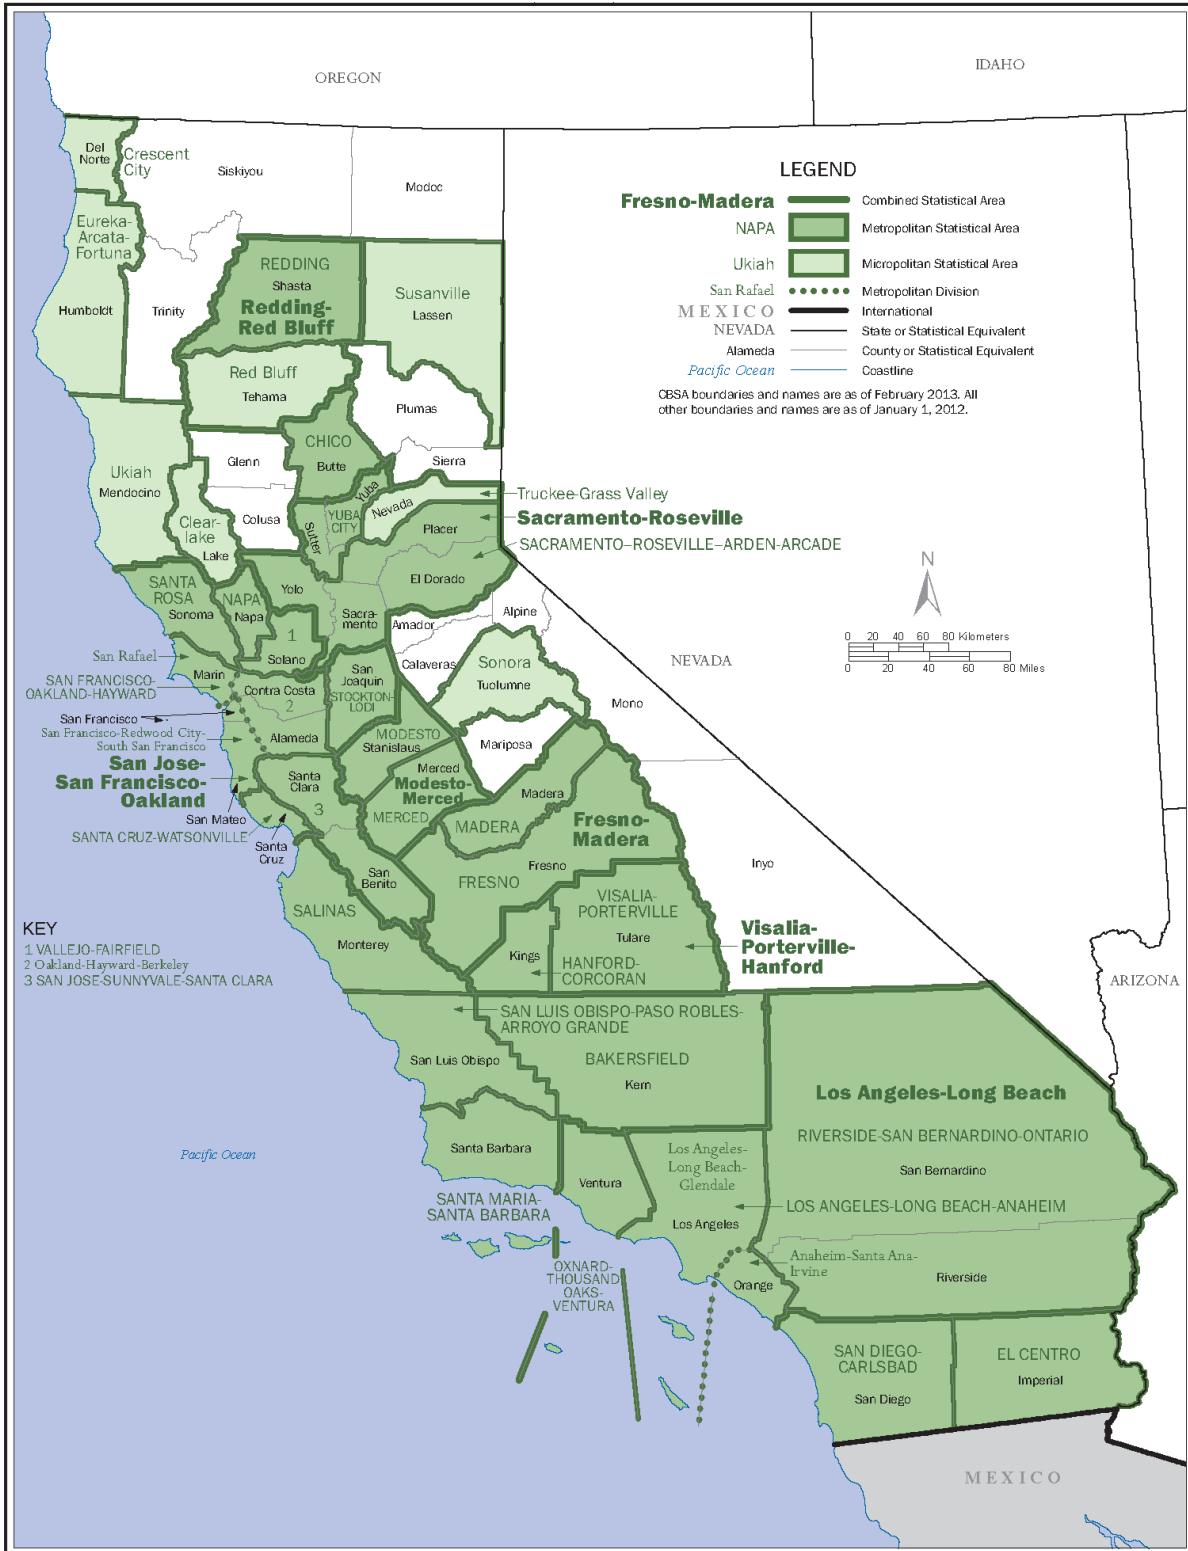 OREGON
IDAHO
Del
Norte
Crescent
City
Siskiyou
Modoc
LEGEND
Fresno-Madera
Combined Statistical Area
NAPA
Metropolitan Statistical Area
Ukiah
Micropolitan Statistical Area
San Rafael
Metropolitan Division
MEXICO
International
NEVADA
State or Statistical Equivalent
Alameda
County or Statistical Equivalent
Pacific Ocean
Coastline
CBSA boundaries and names are as of February 2013. All
other boundaries and names are as of January 1, 2012.
Eureka-
Arcata-
Fortuna
Humboldt
Trinity
REDDING
Shasta
Redding-
Red Bluff
Susanville
Lassen
Red Bluff
Tehama
Plumas
CHICO
Butte
Glenn
Sierra
Ukiah
Mendocino
Yuba
Nevada
Truckee-Grass Valley
Colusa
Sutter
YUBA
CITY
Placer
Sacramento-Roseville
Clear-
lake
Lake
SACRAMENTO–ROSEVILLE–ARDEN-ARCADE
El Dorado
N
SANTA
ROSA
Sonoma
NAPA
Napa
Yolo
1
Solano
Sacra-
mento
Amador
Alpine
Calaveras
0 20 40 60 80 Kilometers
0 20 40 60 80 Miles
NEVADA
San Rafael
Marin
SAN FRANCISCO-
OAKLAND-HAYWARD
Contra Costa
2
San
Joaquin
STOCKTON-
LODI
Sonora
Tuolumne
Mono
San Francisco
San Francisco-Redwood City-
South San Francisco
Alameda
MODESTO
Stanislaus
Mariposa
San Jose-
San Francisco-
Oakland
Santa
Clara
3
Merced
Modesto-
Merced
MERCED
Madera
MADERA
Fresno-
Madera
San Mateo
SANTA CRUZ-WATSONVILLE
Santa
Cruz
San
Benito
Fresno
FRESNO
Inyo
VISALIA-
PORTERVILLE
Tulare
Visalia-
Porterville-
Hanford
SALINAS
Monterey
Kings
HANFORD-
CORCORAN
KEY
1 VALLEJO-FAIRFIELD
2 Oakland-Hayward-Berkeley
3 SAN JOSE-SUNNYVALE-SANTA CLARA
ARIZONA
SAN LUIS OBISPO-PASO ROBLES-
ARROYO GRANDE
San Luis Obispo
BAKERSFIELD
Kern
Los Angeles-Long Beach
RIVERSIDE-SAN BERNARDINO-ONTARIO
San Bernardino
Pacific Ocean
Santa Barbara
Ventura
Los Angeles-
Long Beach-
Glendale
SANTA MARIA-
SANTA BARBARA
LOS ANGELES-LONG BEACH-ANAHEIM
Los Angeles
OXNARD-
THOUSAND
OAKS-
VENTURA
Anaheim-Santa Ana-
Irvine
Orange
Riverside
SAN DIEGO-
CARLSBAD
San Diego
EL CENTRO
Imperial
MEXICO